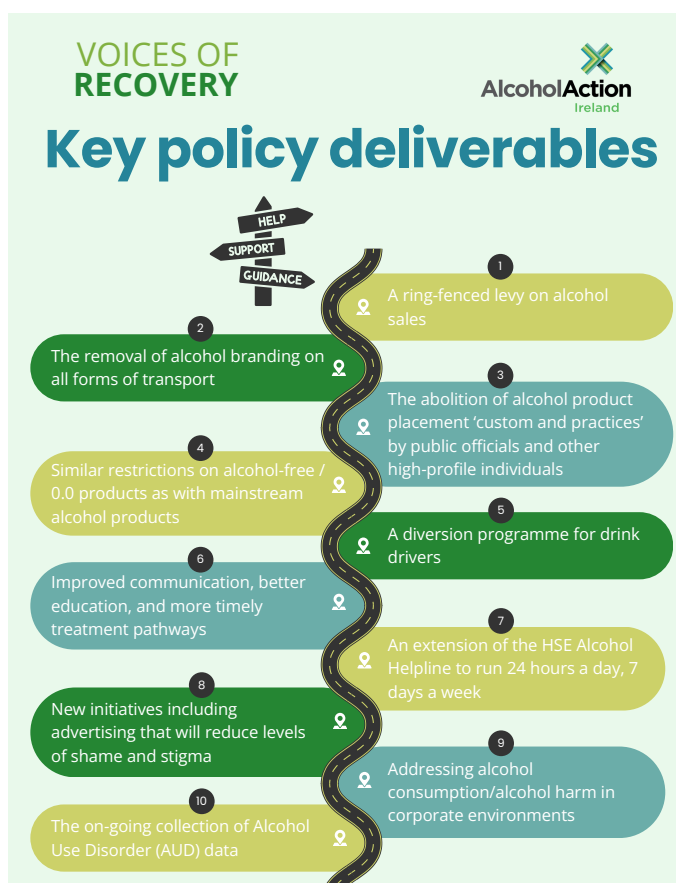 VOICES OF
RECOVERY
AlcoholAction
Ireland
Key policy deliverables
HELP
SUPPORT
GUIDANCE
1
A ring-fenced levy on alcohol
sales
2
The removal of alcohol branding on
all forms of transport
3
The abolition of alcohol product
placement ‘custom and practices’
by public officials and other
high-profile individuals
4
Similar restrictions on alcohol-free /
0.0 products as with mainstream
alcohol products
5
A diversion programme for drink
drivers
6
Improved communication, better
education, and more timely
treatment pathways
7
An extension of the HSE Alcohol
Helpline to run 24 hours a day, 7
days a week
8
New initiatives including
advertising that will reduce levels
of shame and stigma
9
Addressing alcohol
consumption/alcohol harm in
corporate environments
10
The on-going collection of Alcohol
Use Disorder (AUD) data